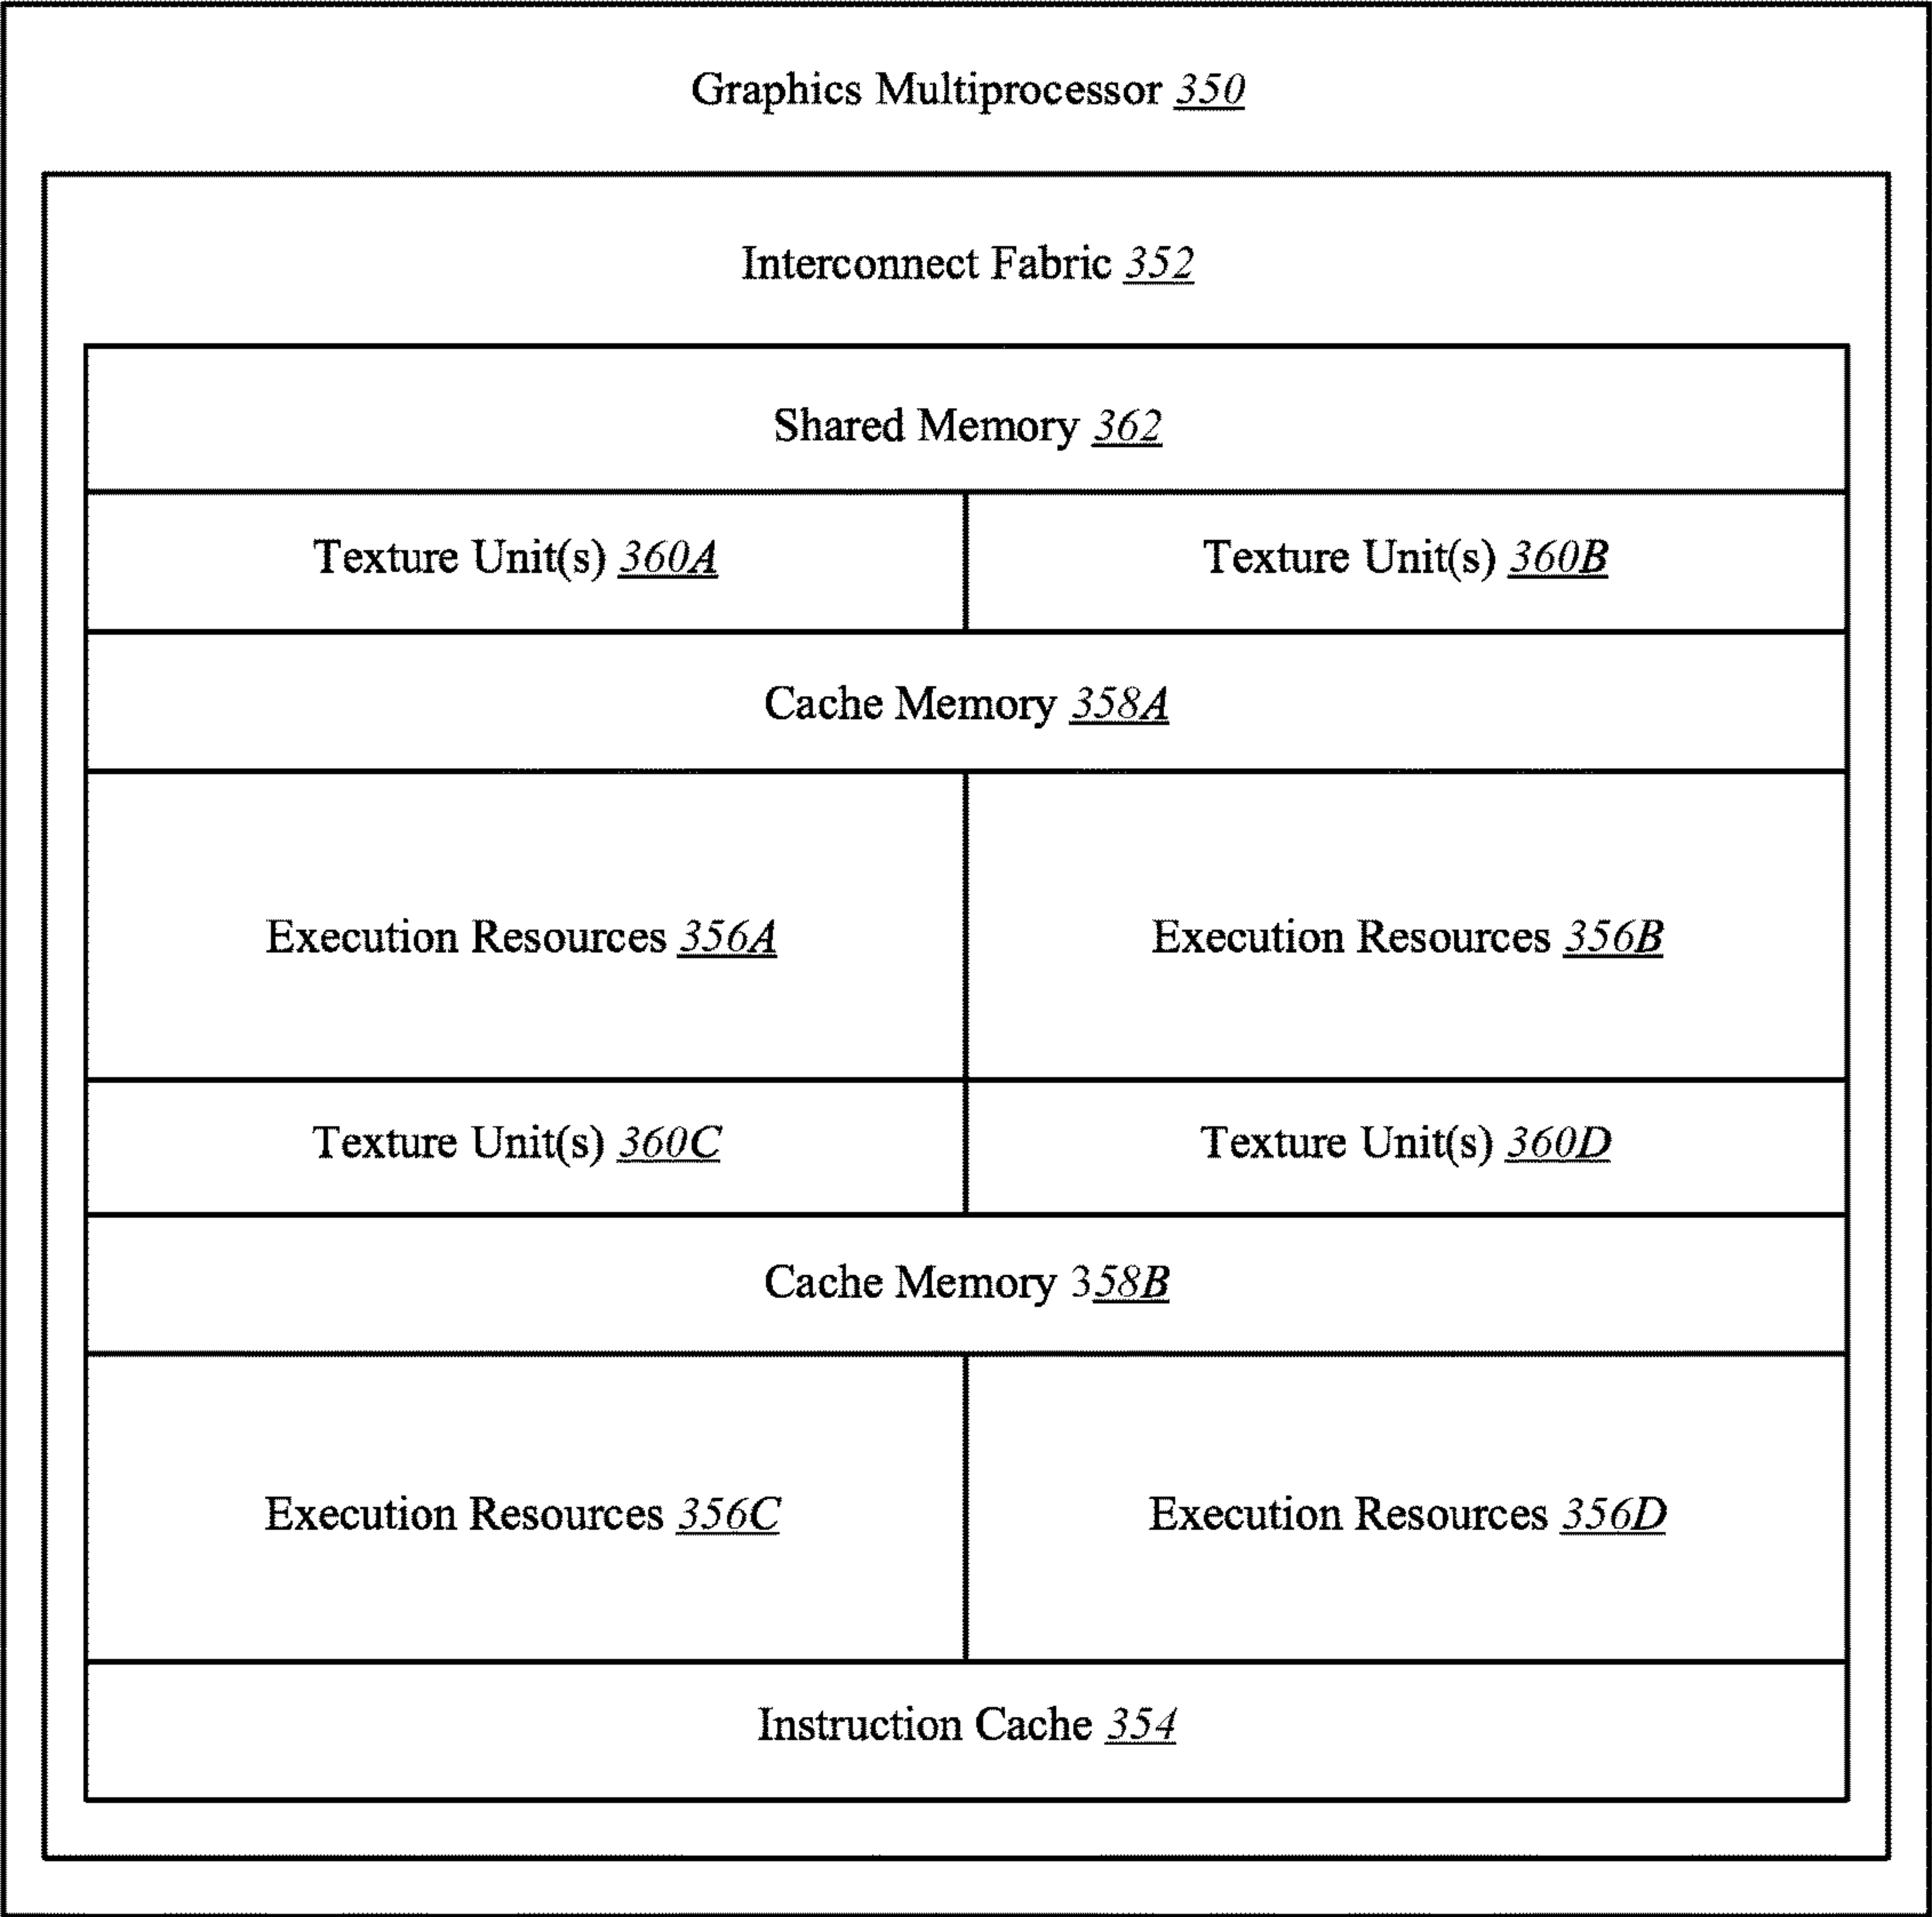 Graphics Multiprocessor 350
Interconnect Fabric 352
Shared Memory 362
Texture Unit(s) 360A
Texture Unit(s) 360B
Cache Memory 358A
Execution Resources 356A
Execution Resources 356B
Texture Unit(s) 360C
Texture Unit(s) 360D
Cache Memory 358B
Execution Resources 356C
Execution Resources 356D
Instruction Cache 354